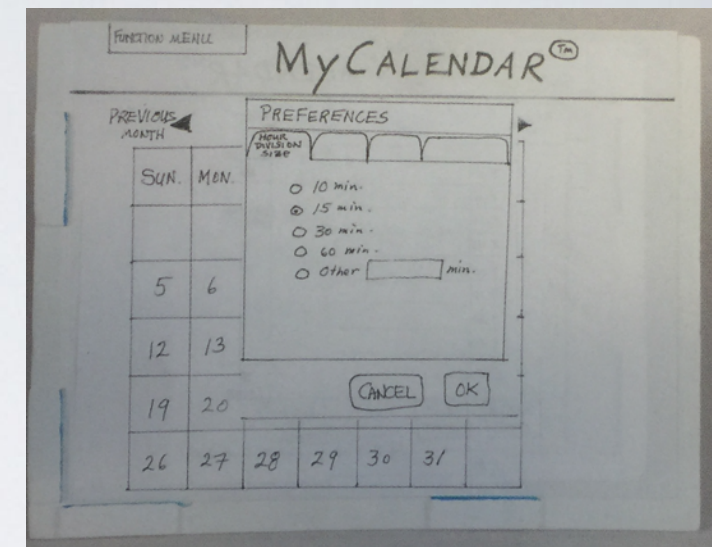 FUNCTION MENU
MyCALENDAR TM
PREVIOUS
MONTH
PREFERENCES
HOUR
DIVISION
SIZE
10 min.
15 min.
30 min.
60 min.
Other min.
CANCEL OK
SUN. MON.
5 6
12 13
19 20
26 27 28 29 30 31